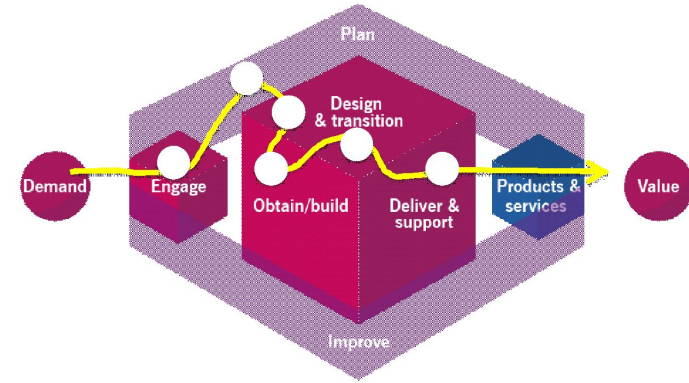 Plan
Design
& transition
Demand
Engage
Obtain/build
Deliver &
support
Products &
services
Value
Improve